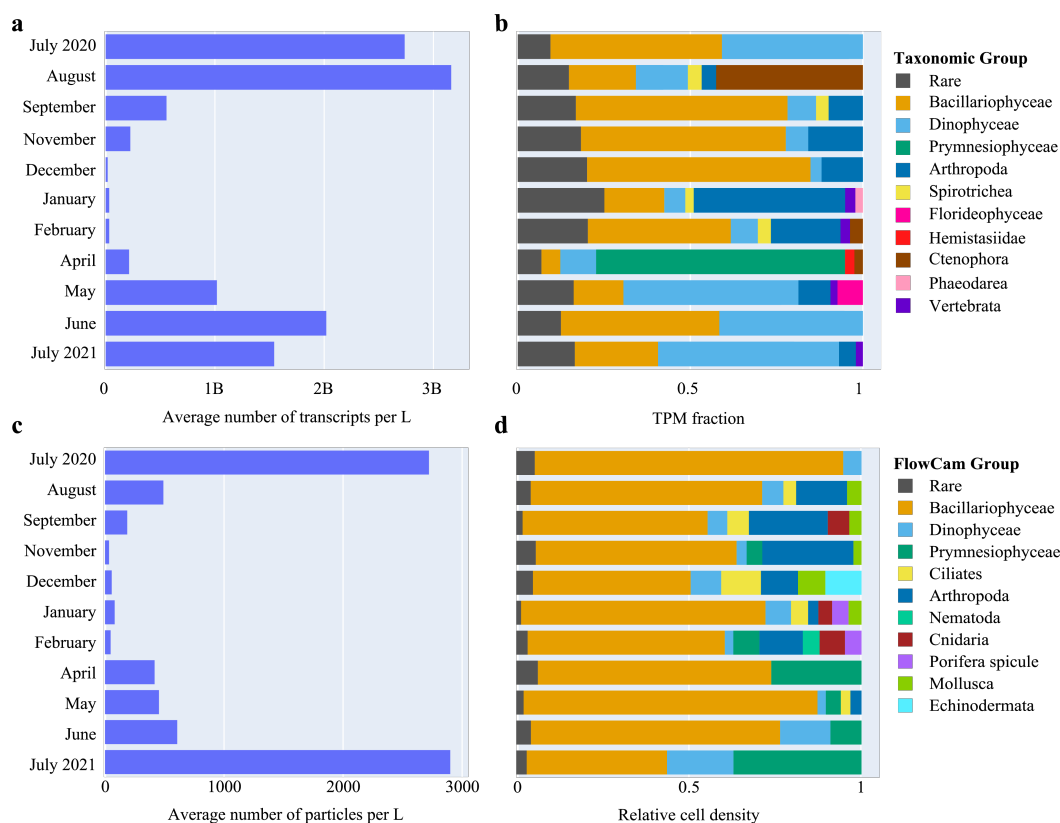 a
July 2020
August
September
November
December
January
February
April
May
June
July 2021
0
1B
2B
3B
Average number of transcripts per L
b
0
0.5
1
TPM fraction
Taxonomic Group
Rare
Bacillariophyceae
Dinophyceae
Prymnesiophyceae
Arthropoda
Spirotrichea
Florideophyceae
Hemistasiidae
Ctenophora
Phaeodarea
Vertebrata
c
July 2020
August
September
November
December
January
February
April
May
June
July 2021
0
1000
2000
3000
Average number of particles per L
d
0
0.5
1
Relative cell density
FlowCam Group
Rare
Bacillariophyceae
Dinophyceae
Prymnesiophyceae
Ciliates
Arthropoda
Nematoda
Cnidaria
Porifera spicule
Mollusca
Echinodermata